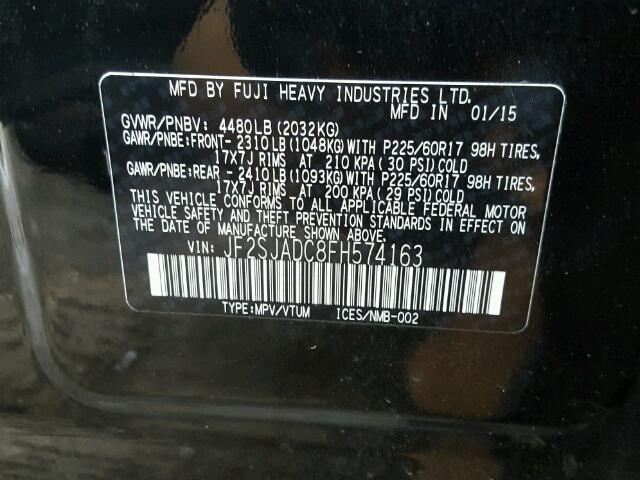 MFD BY FUJI HEAVY INDUSTRIES LTD.
MFD IN 01/15
GVWR/PNBV: 4480LB(2032KG)
GAWR/PNBE:FRONT- 2310LB(1048KG)WITH P225/60R17 98H TIRES,
17X7J RIMS AT 210 KPA(30 PSI)COLD
GAWR/PNBE:REAR - 2410LB(1093KG)WITH P225/60R17 98H TIRES,
17X7J RIMS AT 200 KPA(29 PSI)COLD
THIS VEHICLE CONFORMS TO ALL APPLICABLE FEDERAL MOTOR
VEHICLE SAFETY AND THEFT PREVENTION STANDARDS IN EFFECT ON
THE DATE OF MANUFACTURE SHOWN ABOVE.
VIN: JF2SJADC8FH574163
TYPE:MPV/VTUM ICES/NMB-002